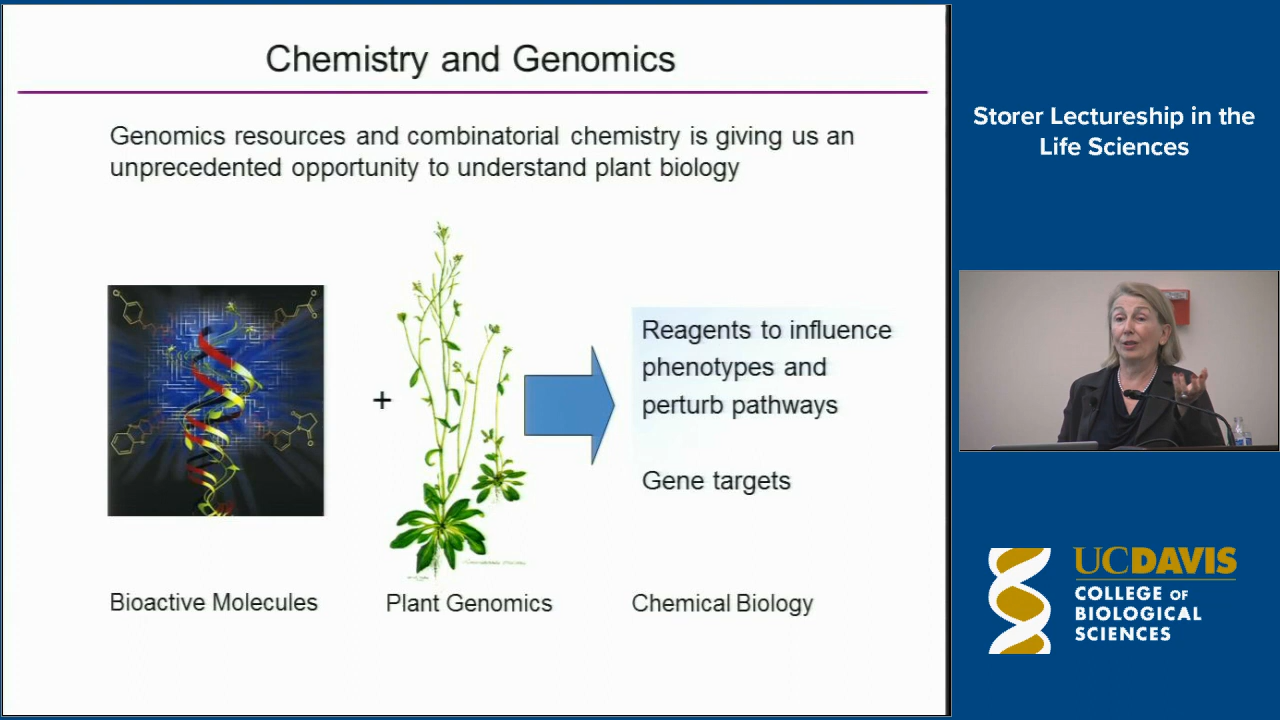 Chemistry and Genomics
Genomics resources and combinatorial chemistry is giving us an
unprecedented opportunity to understand plant biology
+
Reagents to influence
phenotypes and
perturb pathways
Gene targets
Bioactive Molecules
Plant Genomics
Chemical Biology
Storer Lectureship in the
Life Sciences
UCDAVIS
COLLEGE OF
BIOLOGICAL
SCIENCES